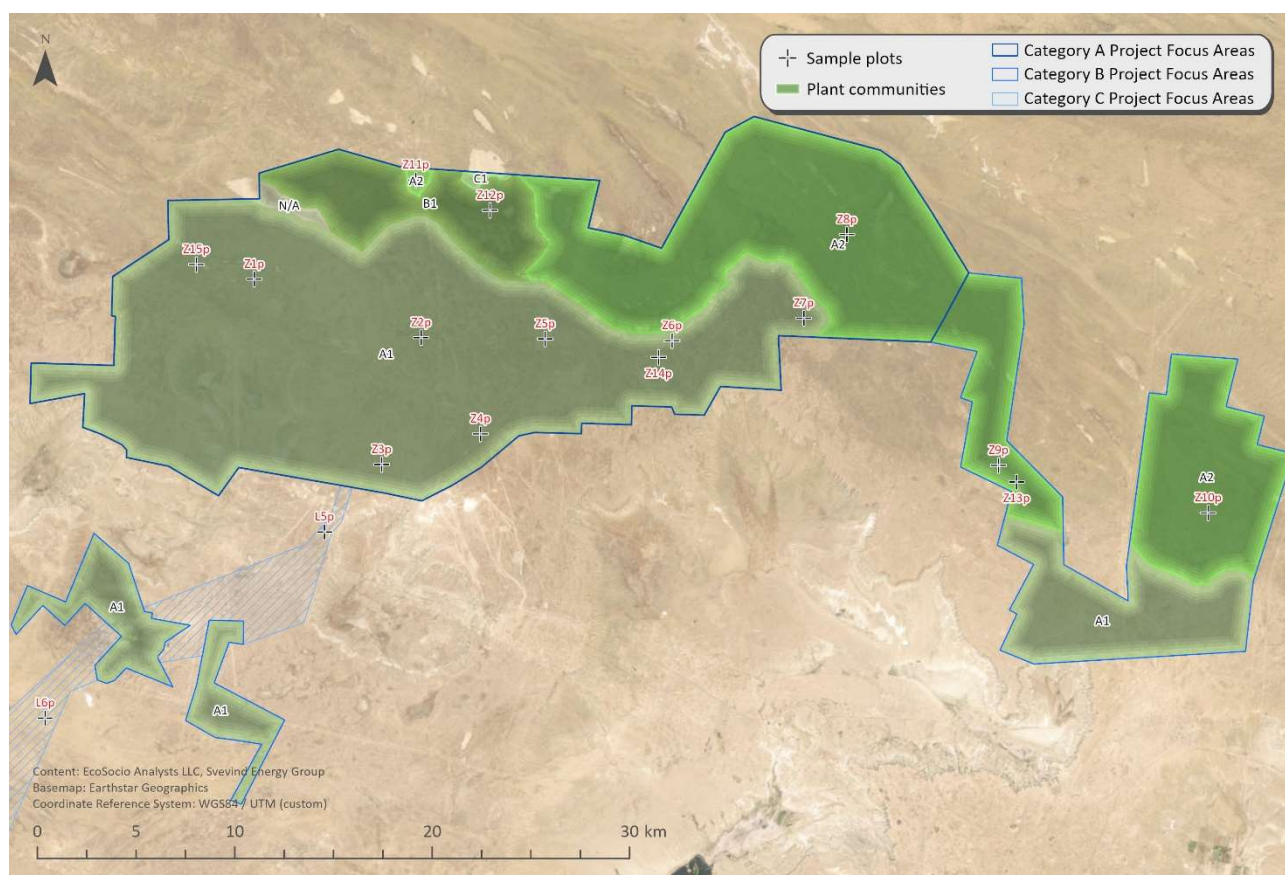 N
Sample plots
Plant communities
Category A Project Focus Areas
Category B Project Focus Areas
Category C Project Focus Areas
Z11p
A2
C1
Z12p
N/A
B1
Z8p
A2
Z15p
Z1p
Z7p
Z2p
Z5p
Z6p
A1
Z14p
Z4p
Z3p
Z9p
Z13p
A2
Z10p
L5p
A1
A1
L6p
A1
Content: EcoSocio Analysts LLC, Svevind Energy Group
Basemap: Earthstar Geographics
Coordinate Reference System: WGS84 / UTM (custom)
0 5 10 20 30 km